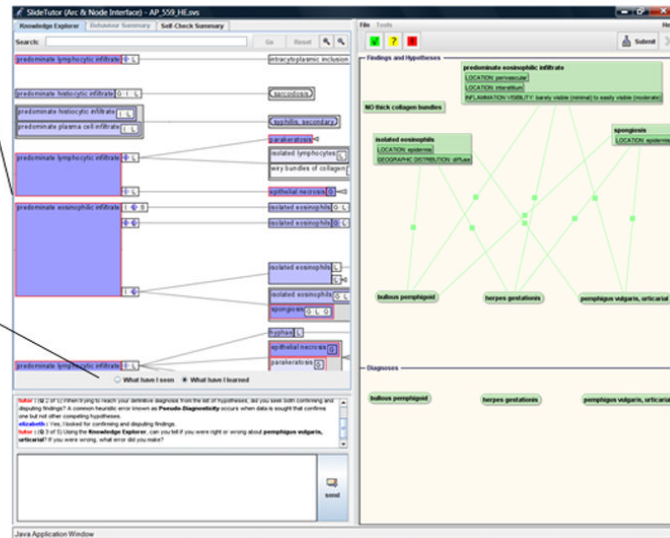 SlideTutor (Arc & Node Interface) - AP_559_HE.svs
Knowledge Explorer Behaviour Summary Self-Check Summary
Search: Go Reset
predominate lymphocytic infiltrate L
intracytoplasmic inclusion
predominate histiocytic infiltrate G I L
sarcoidosis
predominate histiocytic infiltrate I L
predominate plasma cell infiltrate I L
syphilis, secondary
parakeratosis
predominate lymphocytic infiltrate L
isolated lymphocytes L
wiry bundles of collagen
epithelial necrosis G
predominate eosinophilic infiltrate I S
isolated eosinophils G L
isolated eosinophils G L
isolated eosinophils L
L
isolated eosinophils G L
spongiosis G L G
hyphae L
epithelial necrosis G
parakeratosis G
predominate lymphocytic infiltrate L
What have I seen What have I learned
tutor : (Q 2 of 5) When trying to reach your definitive diagnosis from the list of hypotheses, did you seek both confirming and
disputing findings? A common heuristic error known as Pseudo-Diagnosticity occurs when data is sought that confirms
one but not other competing hypotheses.
elizabeth : Yes, I looked for confirming and disputing findings.
tutor : (Q 3 of 5) Using the Knowledge Explorer, can you tell if you were right or wrong about pemphigus vulgaris,
urticarial? If you were wrong, what error did you make?
send
Java Application Window
File Tools
He
Submit
Findings and Hypotheses
predominate eosinophilic infiltrate
LOCATION: perivascular
LOCATION: interstitium
INFLAMMATION VISIBILITY: barely visible (minimal) to easily visible (moderate)
NO thick collagen bundles
isolated eosinophils
LOCATION: epidermis
GEOGRAPHIC DISTRIBUTION: diffuse
spongiosis
LOCATION: epidermis
bullous pemphigoid
herpes gestationis
pemphigus vulgaris, urticarial
Diagnoses
bullous pemphigoid
herpes gestationis
pemphigus vulgaris, urticarial